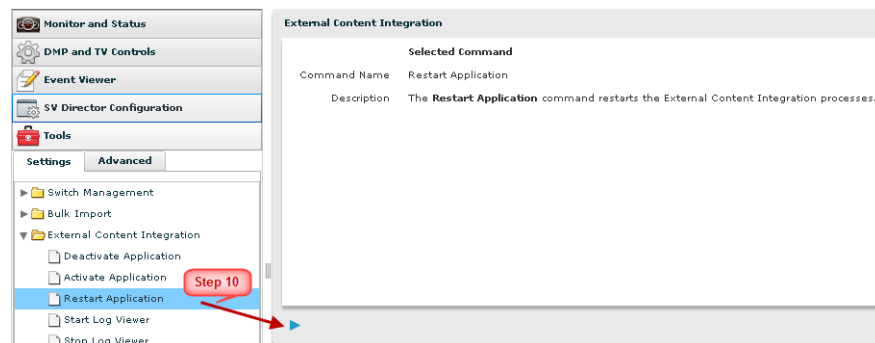 Monitor and Status
DMP and TV Controls
Event Viewer
SV Director Configuration
Tools
Settings
Advanced
Switch Management
Bulk Import
External Content Integration
Deactivate Application
Activate Application
Restart Application
Start Log Viewer
Stop Log Viewer
Step 10
External Content Integration
Selected Command
Command Name Restart Application
Description The Restart Application command restarts the External Content Integration processes.